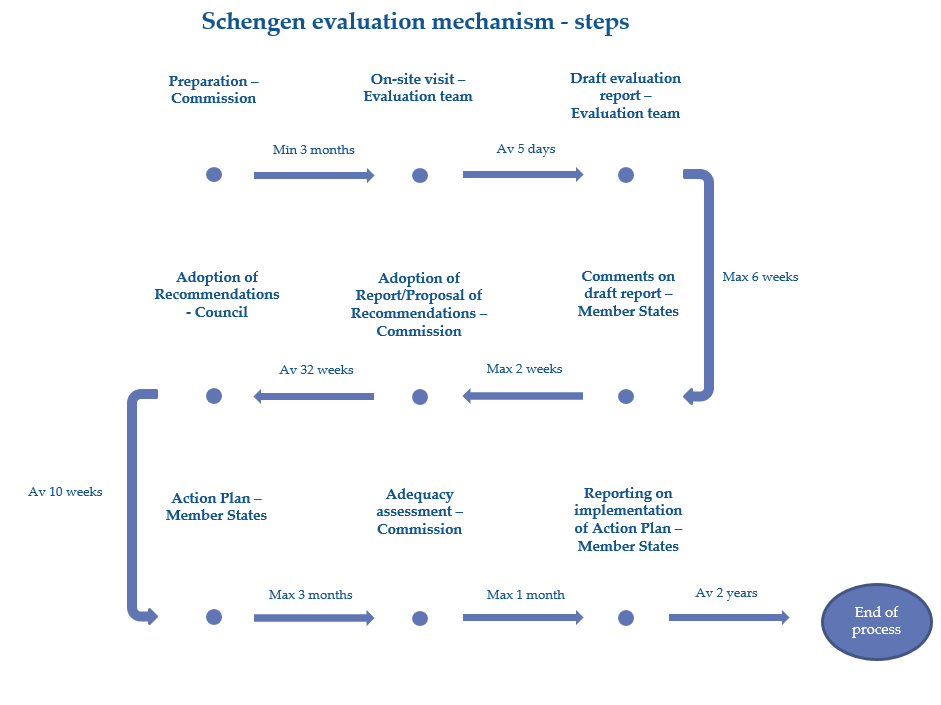 Schengen evaluation mechanism - steps
Preparation –
Commission
On-site visit –
Evaluation team
Draft evaluation
report –
Evaluation team
Min 3 months
Av 5 days
Max 6 weeks
Comments on
draft report –
Member States
Adoption of
Report/Proposal of
Recommendations –
Commission
Adoption of
Recommendations
- Council
Max 2 weeks
Av 32 weeks
Av 10 weeks
Action Plan –
Member States
Adequacy
assessment –
Commission
Reporting on
implementation
of Action Plan –
Member States
Max 3 months
Max 1 month
Av 2 years
End of
process